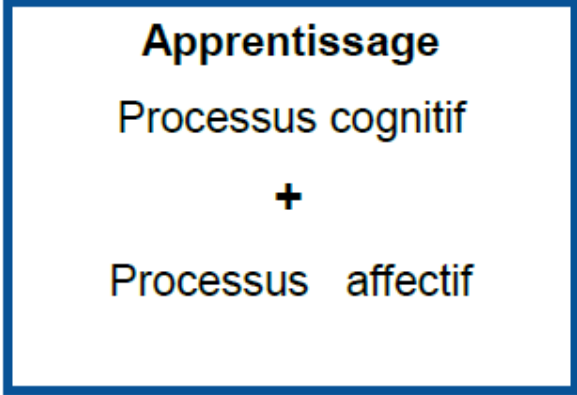 Apprentissage
Processus cognitif
+
Processus affectif